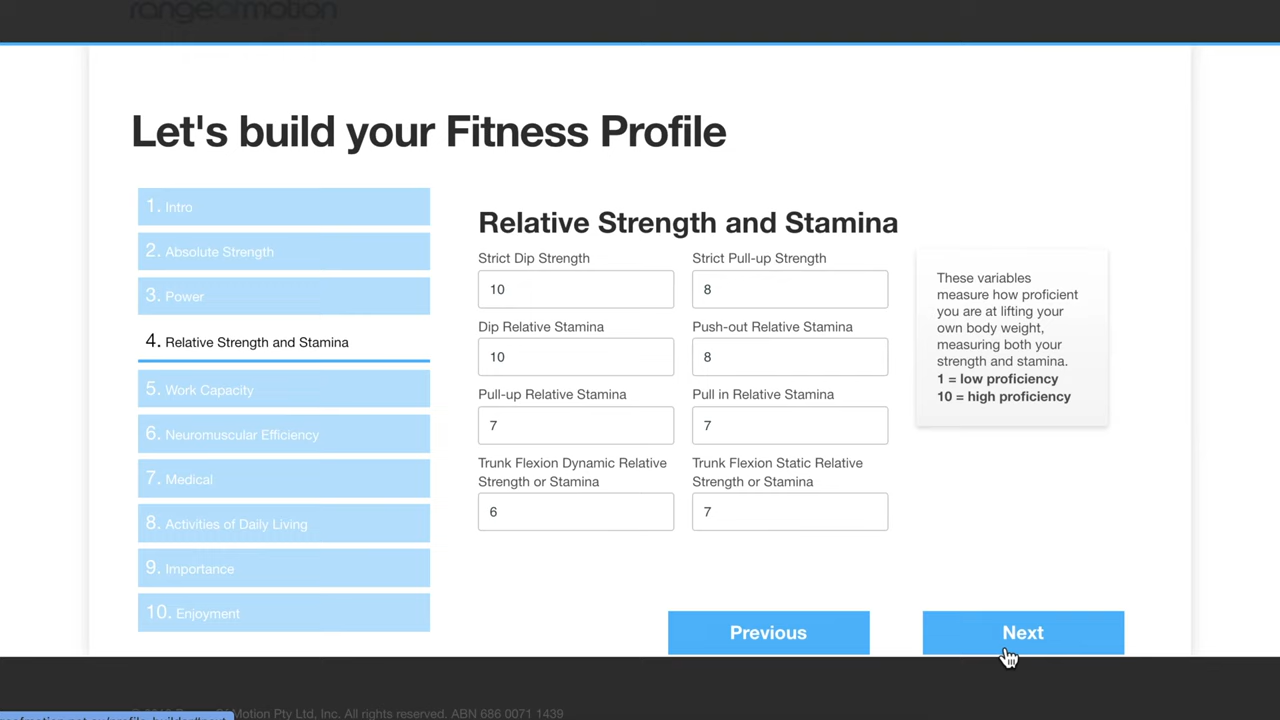 rangeofmotion
Let's build your Fitness Profile
1. Intro
2. Absolute Strength
3. Power
4. Relative Strength and Stamina
5. Work Capacity
6. Neuromuscular Efficiency
7. Medical
8. Activities of Daily Living
9. Importance
10. Enjoyment
Relative Strength and Stamina
Strict Dip Strength
10
Strict Pull-up Strength
8
Dip Relative Stamina
10
Push-out Relative Stamina
8
Pull-up Relative Stamina
7
Pull in Relative Stamina
7
Trunk Flexion Dynamic Relative
Strength or Stamina
6
Trunk Flexion Static Relative
Strength or Stamina
7
These variables
measure how proficient
you are at lifting your
own body weight,
measuring both your
strength and stamina.
1 = low proficiency
10 = high proficiency
Previous
Next
Of Motion Pty Ltd, Inc. All rights reserved. ABN 686 0071 1439